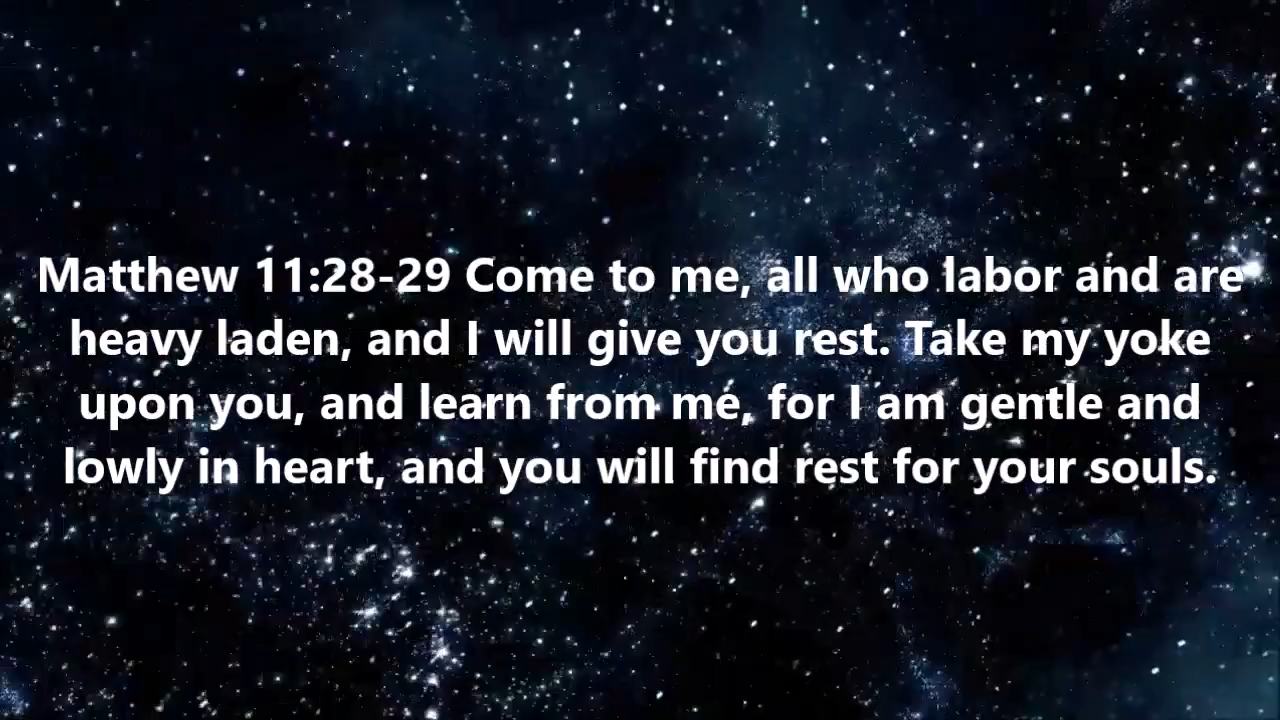 Matthew 11:28-29 Come to me, all who labor and are
heavy laden, and I will give you rest. Take my yoke
upon you, and learn from me, for I am gentle and
lowly in heart, and you will find rest for your souls.